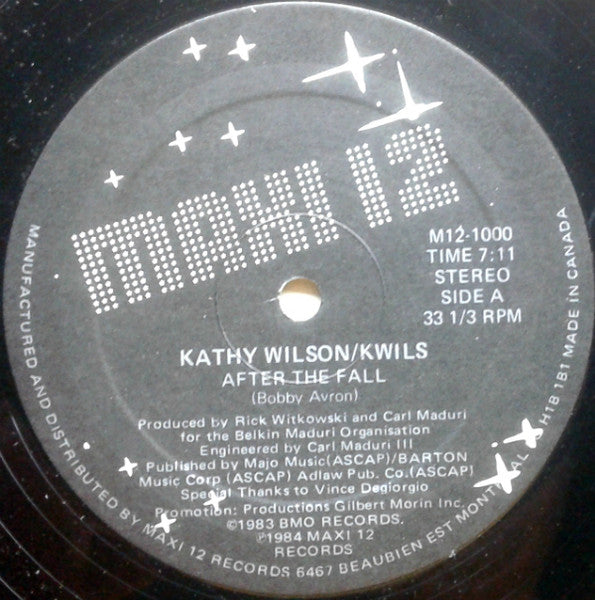 MAXI 12
M12-1000
TIME 7:11
STEREO
SIDE A
33 1/3 RPM
KATHY WILSON/KWILS
AFTER THE FALL
(Bobby Avron)
Produced by Rick Witkowski and Carl Maduri
for the Belkin Maduri Organisation
Engineered by Carl Maduri III
Published by Majo Music(ASCAP)/BARTON
Music Corp (ASCAP) Adlaw Pub. Co.(ASCAP)
Special Thanks to Vince Degiorgio
Promotion: Productions Gilbert Morin Inc.
©1983 BMO RECORDS.
℗1984 MAXI 12
RECORDS
MANUFACTURED AND DISTRIBUTED BY MAXI 12 RECORDS 6467 BEAUBIEN EST MONTREAL H1B 1B1 MADE IN CANADA